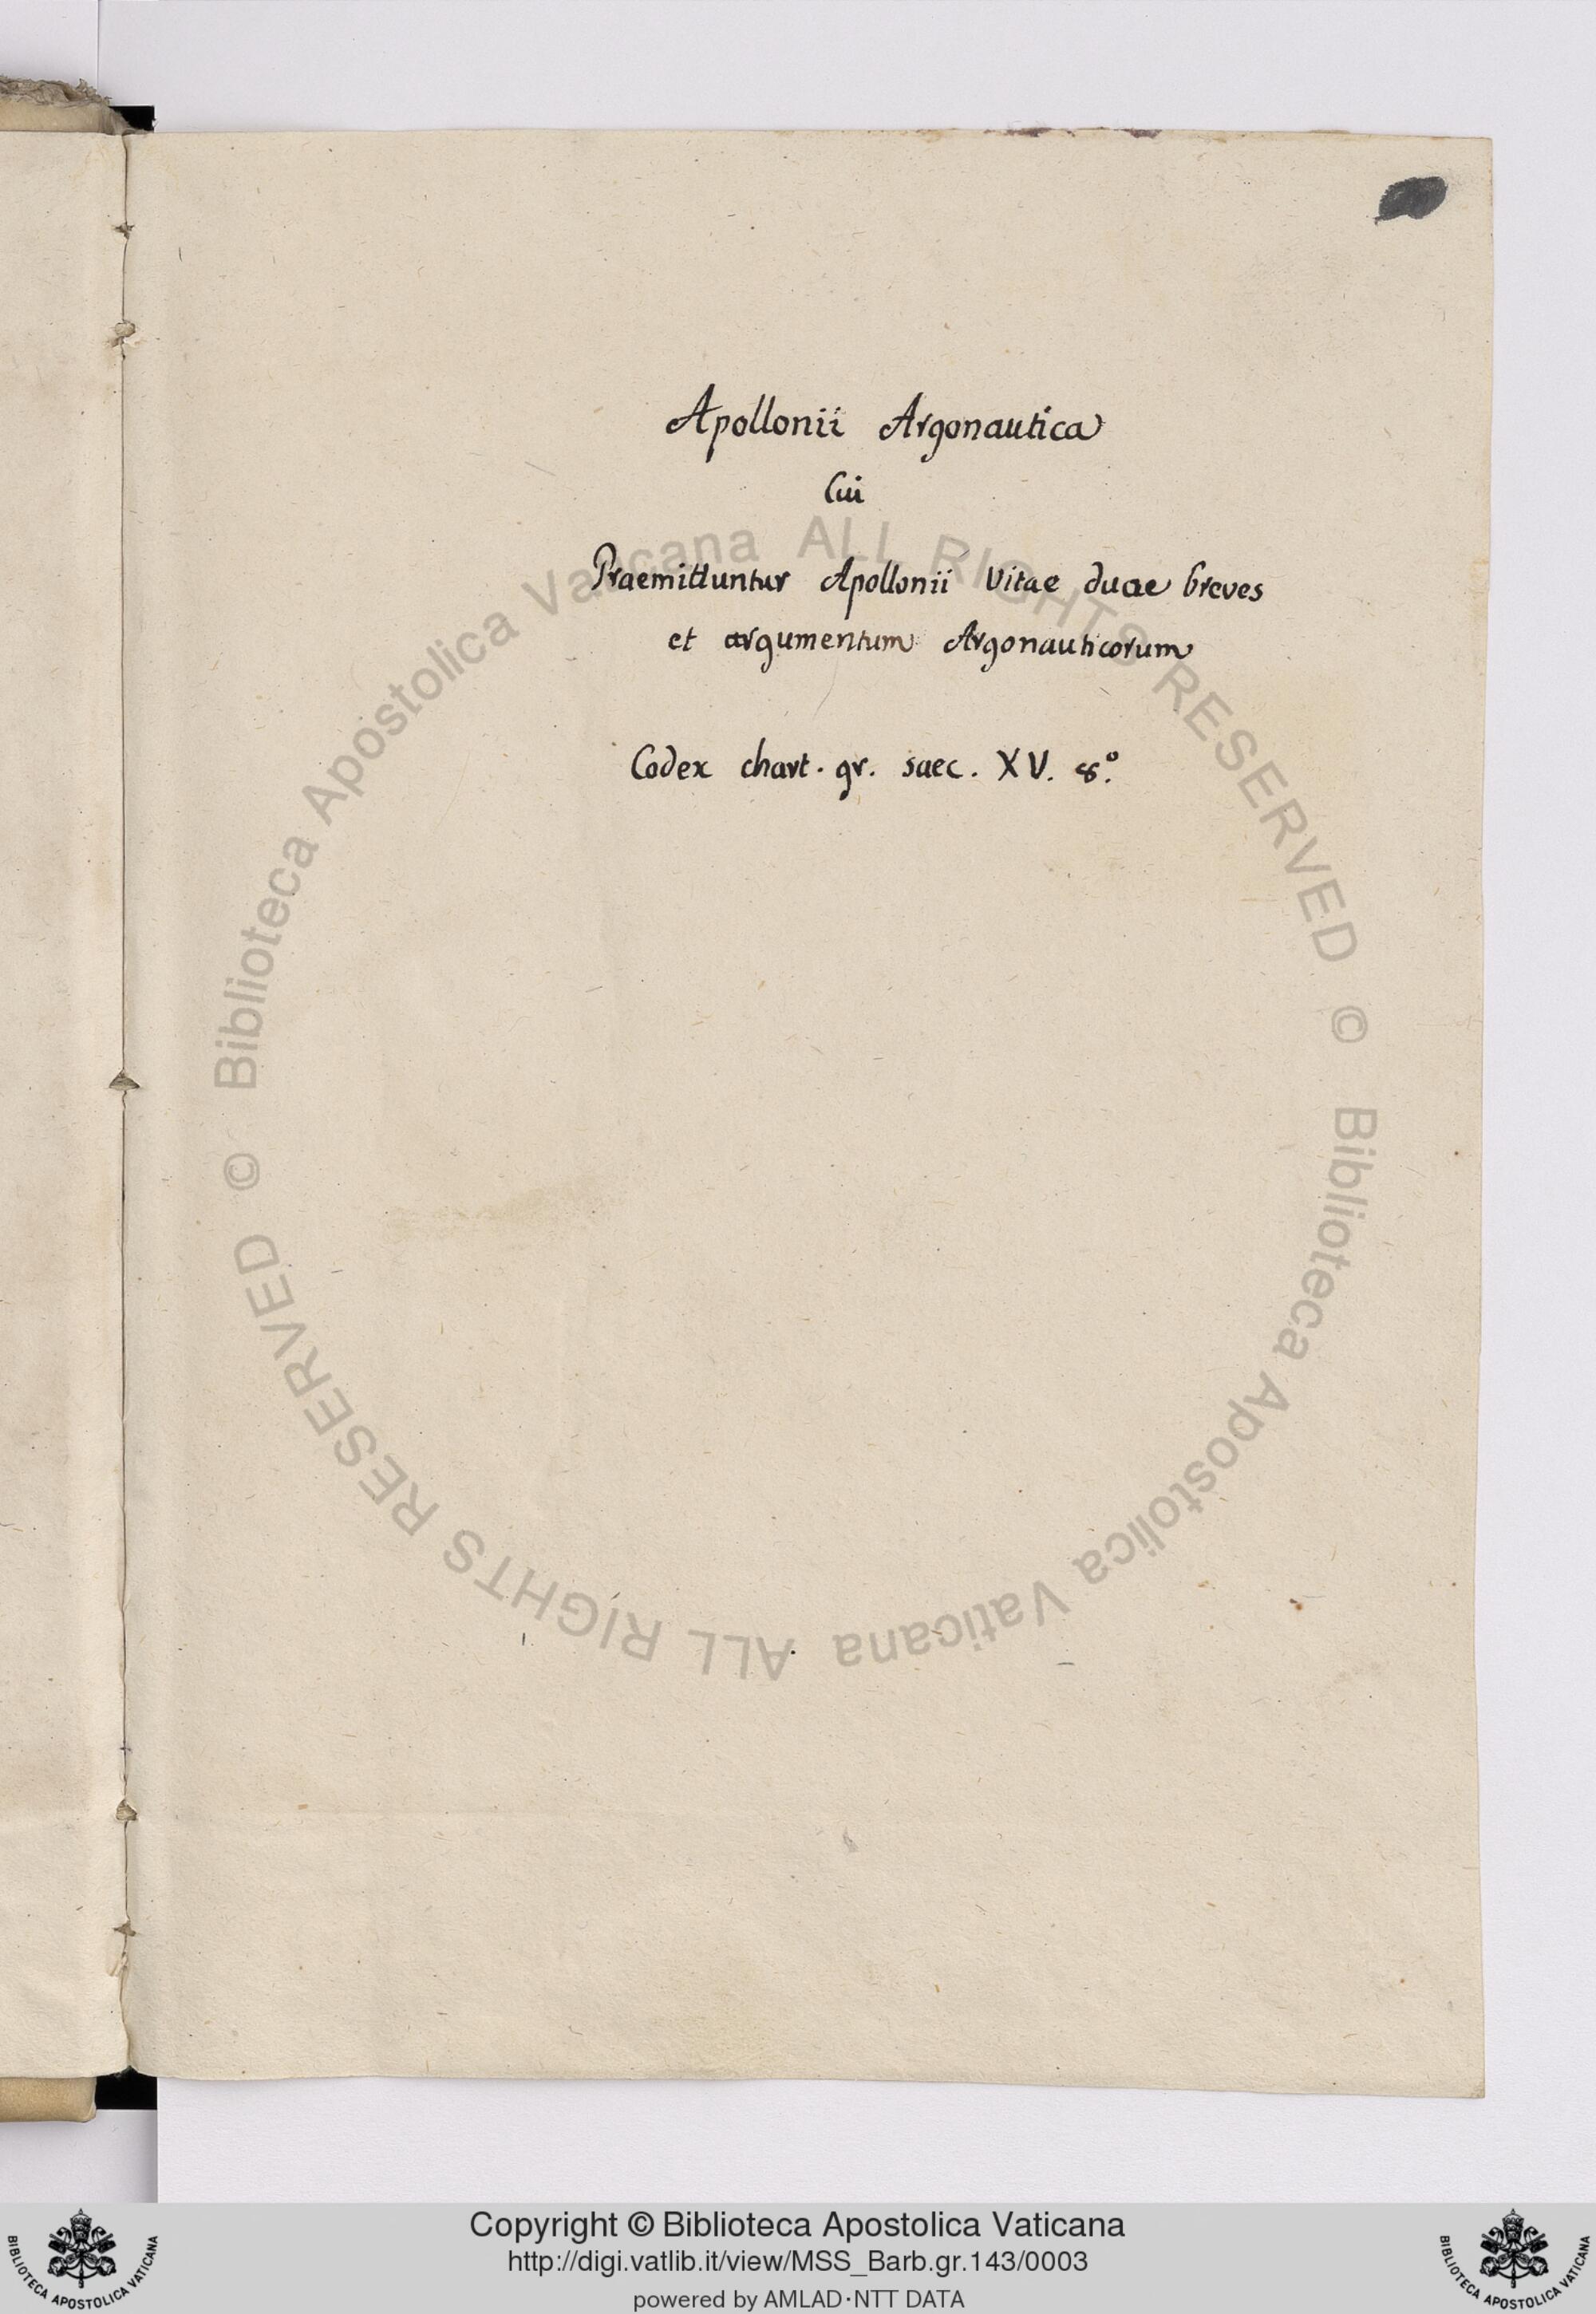 Apollonii Argonautica
Cui
Praemittuntur Apollonii Vitae duae breves
et argumentum Argonauticorum
Codex chart. gr. saec. XV. 8.º
© Biblioteca Apostolica Vaticana ALL RIGHTS RESERVED
© Biblioteca Apostolica Vaticana ALL RIGHTS RESERVED
Copyright © Biblioteca Apostolica Vaticana
http://digi.vatlib.it/view/MSS_Barb.gr.143/0003
powered by AMLAD·NTT DATA
BIBLIOTECA APOSTOLICA VATICANA
BIBLIOTECA APOSTOLICA VATICANA